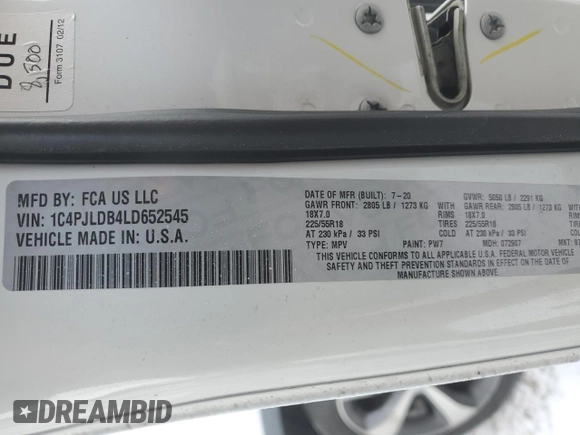 DUE
8,500
Form 3107 02/12
MFD BY: FCA US LLC
VIN: 1C4PJLDB4LD652545
VEHICLE MADE IN: U.S.A.
DATE OF MFR (BUILT): 7-20
GAWR FRONT: 2805 LB / 1273 KG
18X7.0
225/55R18
AT 230 kPa / 33 PSI
TYPE: MPV
GVWR: 5050 LB / 2291 KG
GAWR REAR: 2805 LB / 1273 KG
RIMS 18X7.0
TIRES 225/55R18
AT 230 kPa / 33 PSI
PAINT: PW7
MDH: 072907
MKT:
THIS VEHICLE CONFORMS TO ALL APPLICABLE U.S.A. FEDERAL MOTOR VEHICLE
SAFETY AND THEFT PREVENTION STANDARDS IN EFFECT ON THE DATE OF
MANUFACTURE SHOWN ABOVE.
DREAMBID